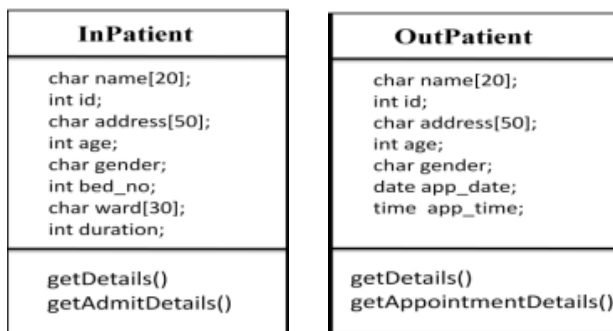 InPatient
char name[20];
int id;
char address[50];
int age;
char gender;
int bed_no;
char ward[30];
int duration;
getDetails()
getAdmitDetails()
OutPatient
char name[20];
int id;
char address[50];
int age;
char gender;
date app_date;
time app_time;
getDetails()
getAppointmentDetails()